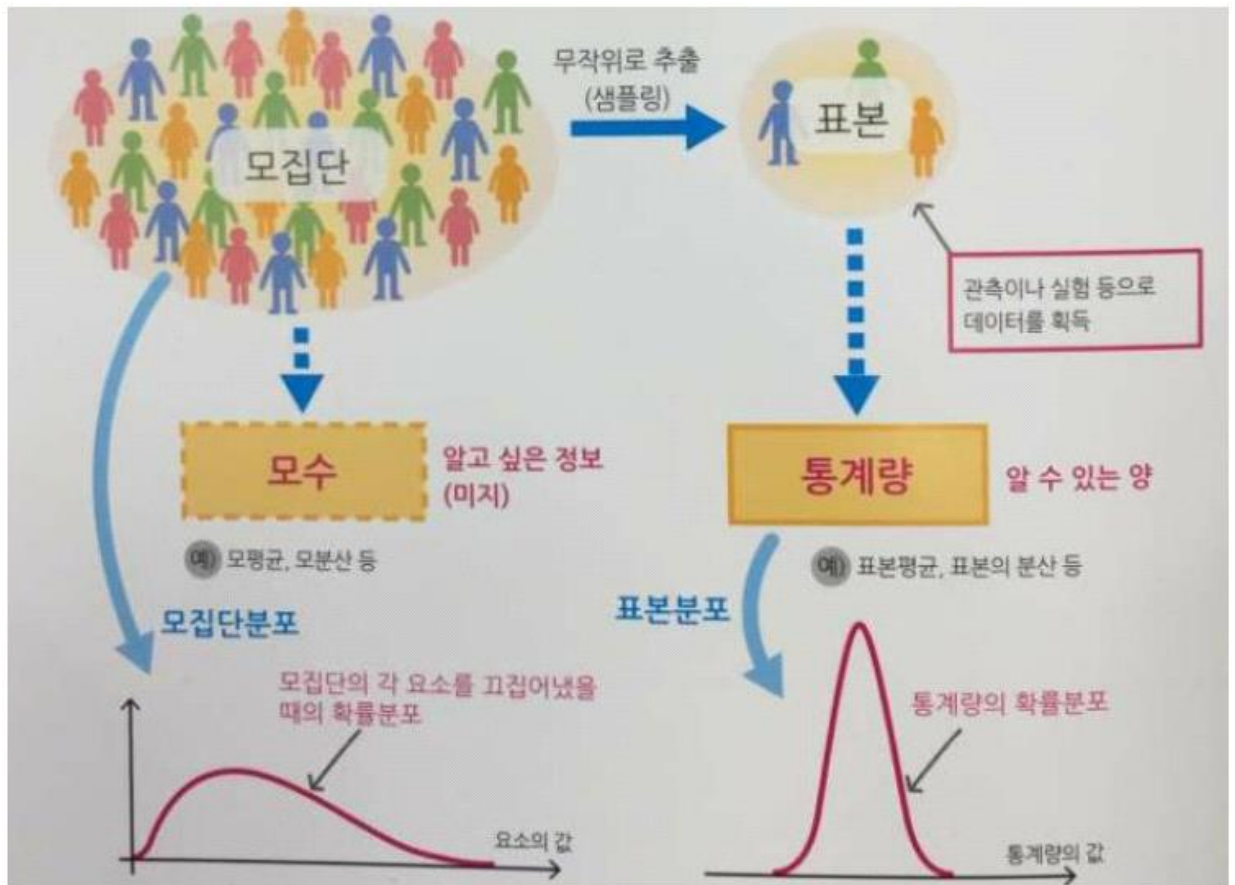 무작위로 추출
(샘플링)
모집단
표본
관측이나 실험 등으로
데이터를 획득
모수
알고 싶은 정보
(미지)
통계량
알 수 있는 양
예) 모평균, 모분산 등
예) 표본평균, 표본의 분산 등
모집단분포
표본분포
모집단의 각 요소를 끄집어냈을
때의 확률분포
통계량의 확률분포
요소의 값
통계량의 값